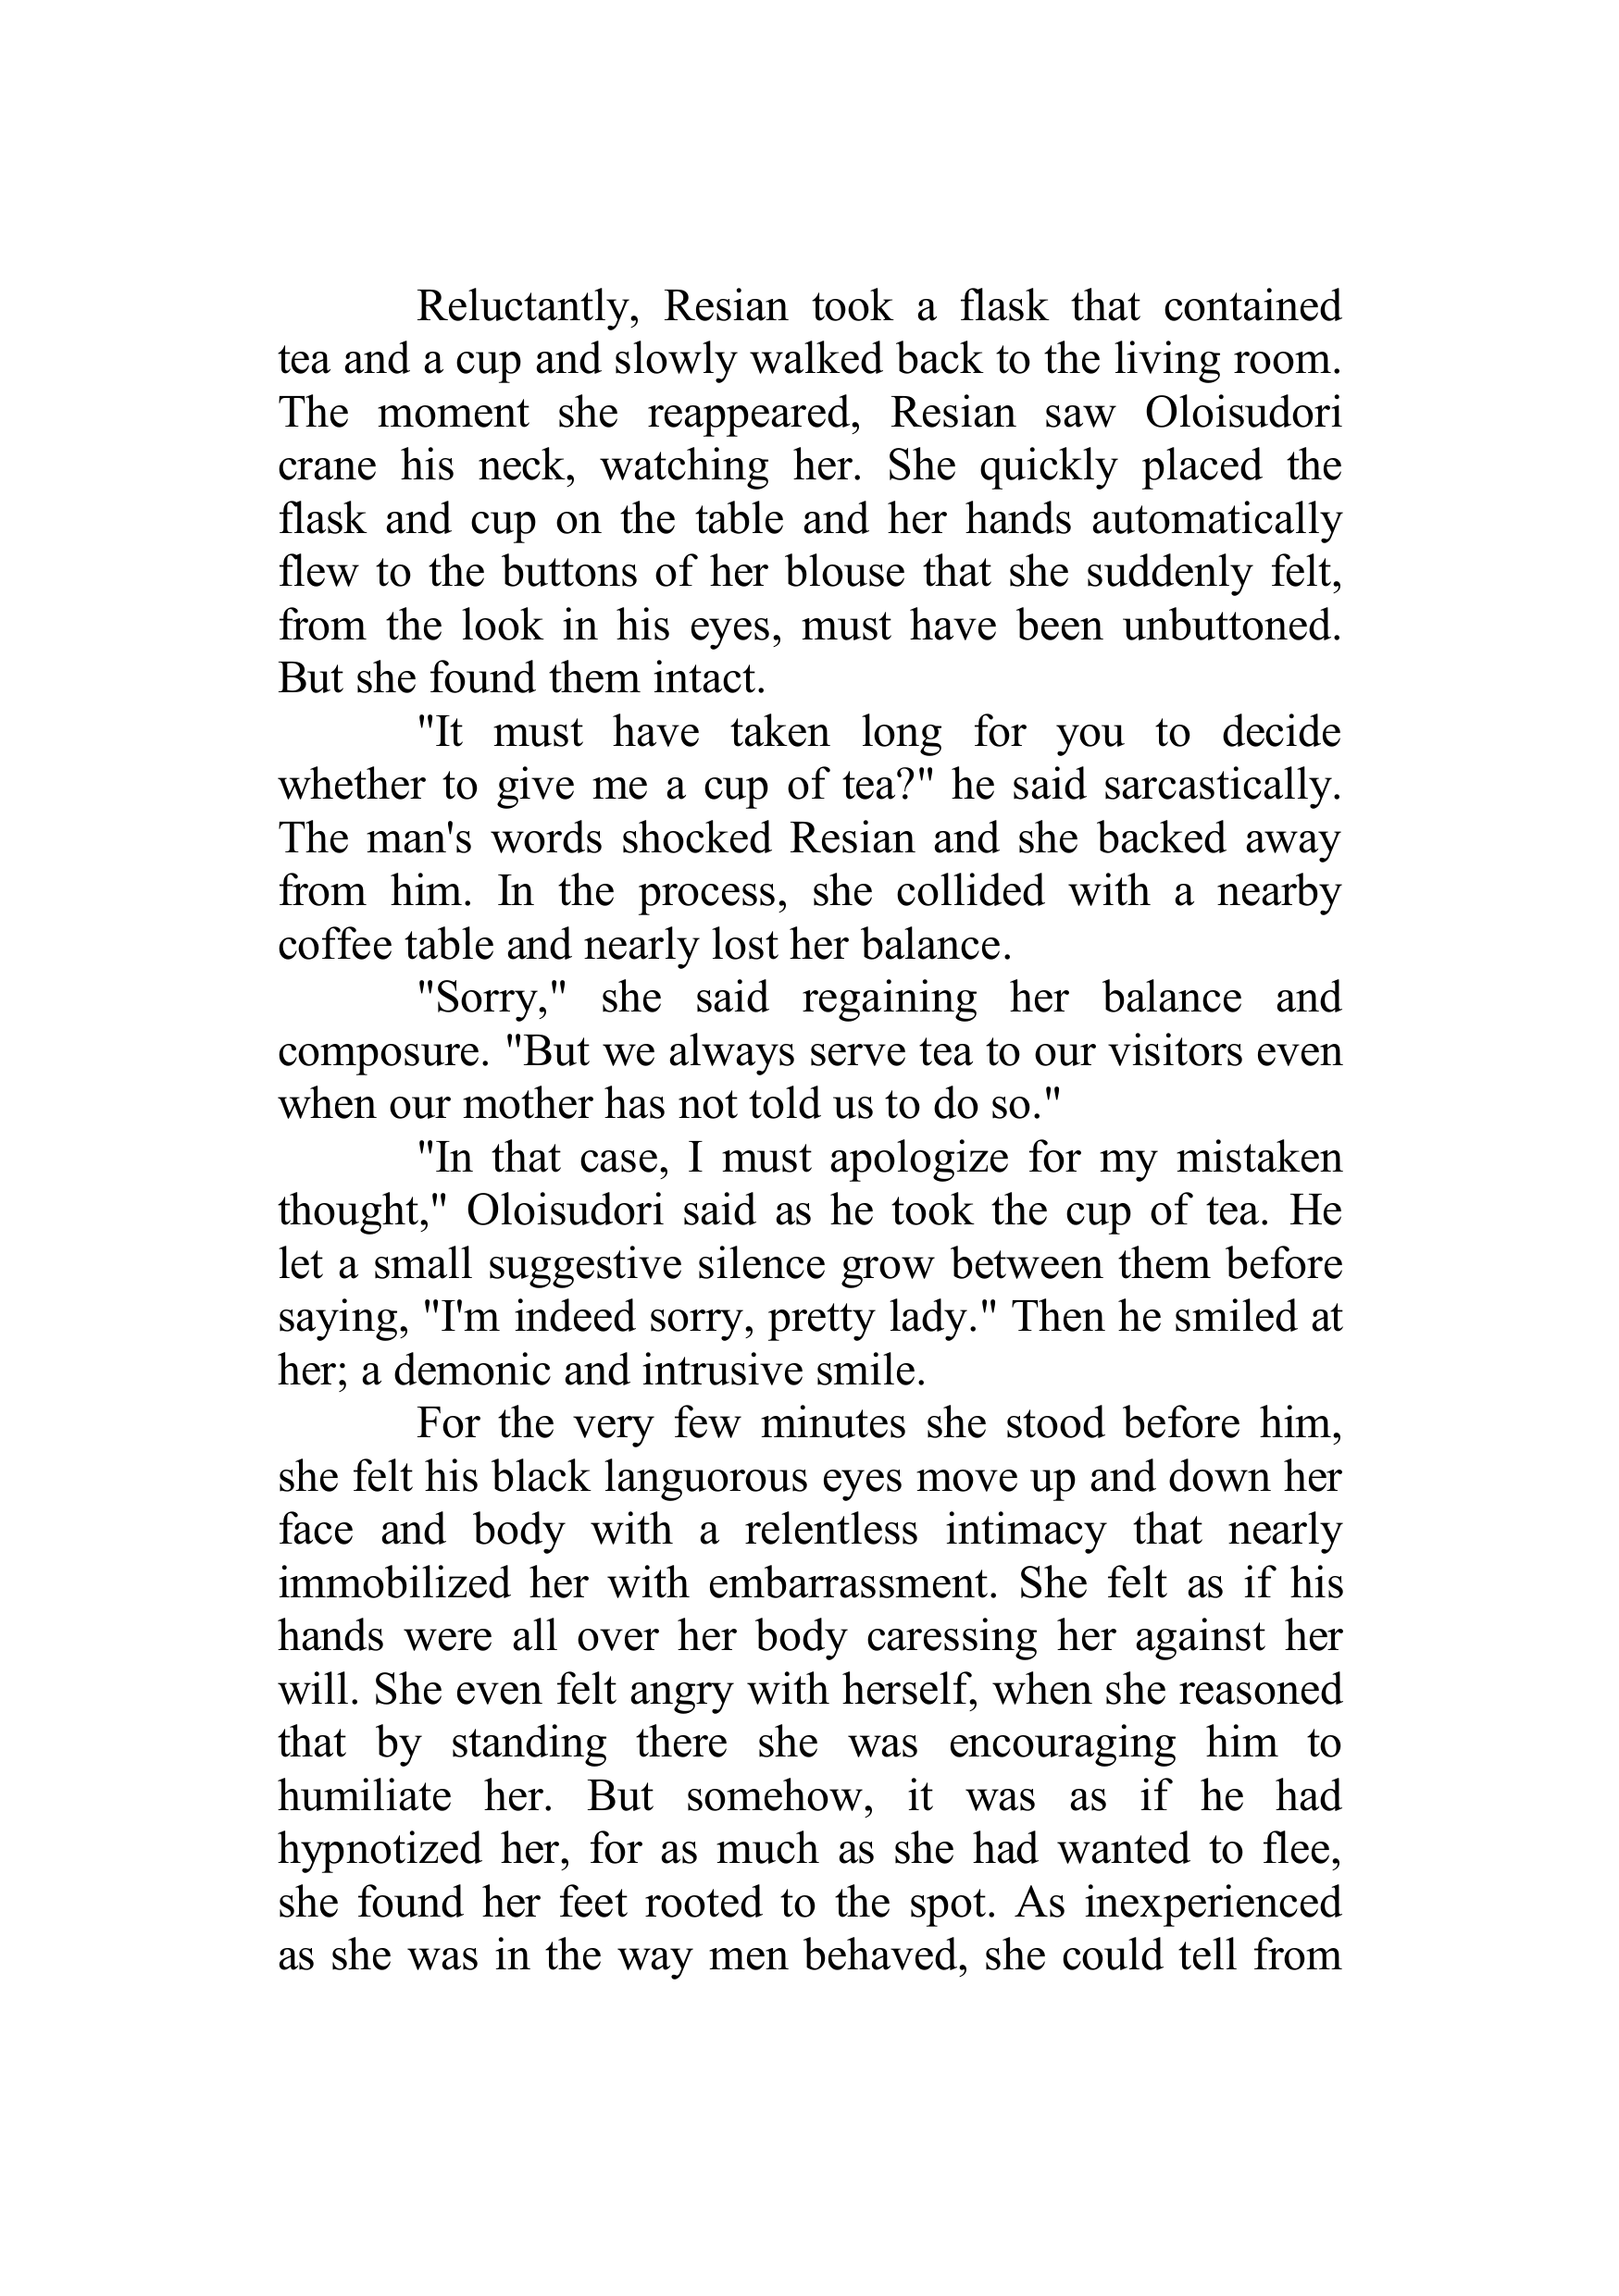 Reluctantly, Resian took a flask that contained
tea and a cup and slowly walked back to the living room.
The moment she reappeared, Resian saw Oloisudori
crane his neck, watching her. She quickly placed the
flask and cup on the table and her hands automatically
flew to the buttons of her blouse that she suddenly felt,
from the look in his eyes, must have been unbuttoned.
But she found them intact.
"It must have taken long for you to decide
whether to give me a cup of tea?" he said sarcastically.
The man's words shocked Resian and she backed away
from him. In the process, she collided with a nearby
coffee table and nearly lost her balance.
"Sorry," she said regaining her balance and
composure. "But we always serve tea to our visitors even
when our mother has not told us to do so."
"In that case, I must apologize for my mistaken
thought," Oloisudori said as he took the cup of tea. He
let a small suggestive silence grow between them before
saying, "I'm indeed sorry, pretty lady." Then he smiled at
her; a demonic and intrusive smile.
For the very few minutes she stood before him,
she felt his black languorous eyes move up and down her
face and body with a relentless intimacy that nearly
immobilized her with embarrassment. She felt as if his
hands were all over her body caressing her against her
will. She even felt angry with herself, when she reasoned
that by standing there she was encouraging him to
humiliate her. But somehow, it was as if he had
hypnotized her, for as much as she had wanted to flee,
she found her feet rooted to the spot. As inexperienced
as she was in the way men behaved, she could tell from